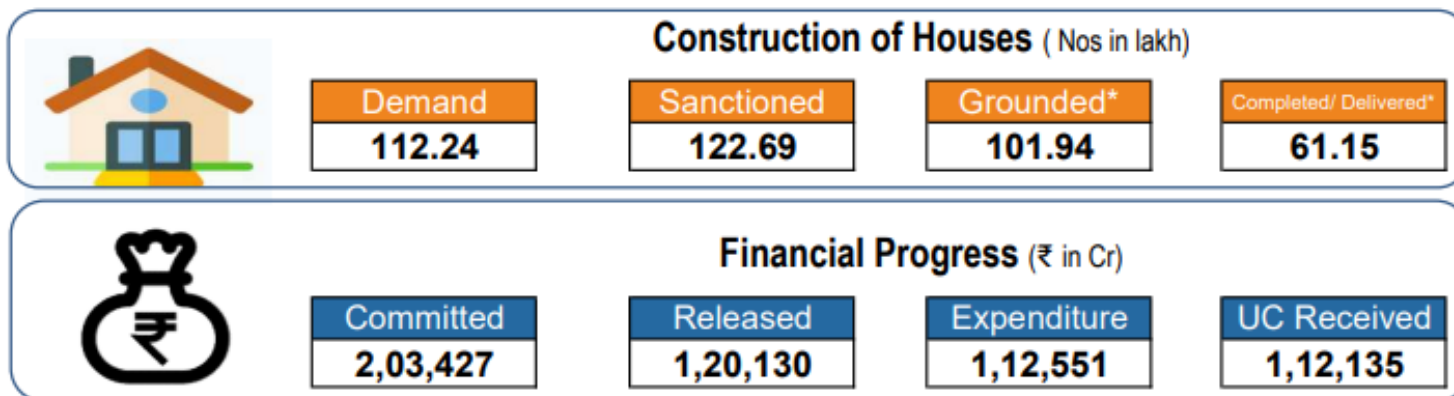 Construction of Houses ( Nos in lakh)
Demand Sanctioned Grounded* Completed/ Delivered*
112.24 122.69 101.94 61.15
Financial Progress (₹ in Cr)
₹
Committed Released Expenditure UC Received
2,03,427 1,20,130 1,12,551 1,12,135